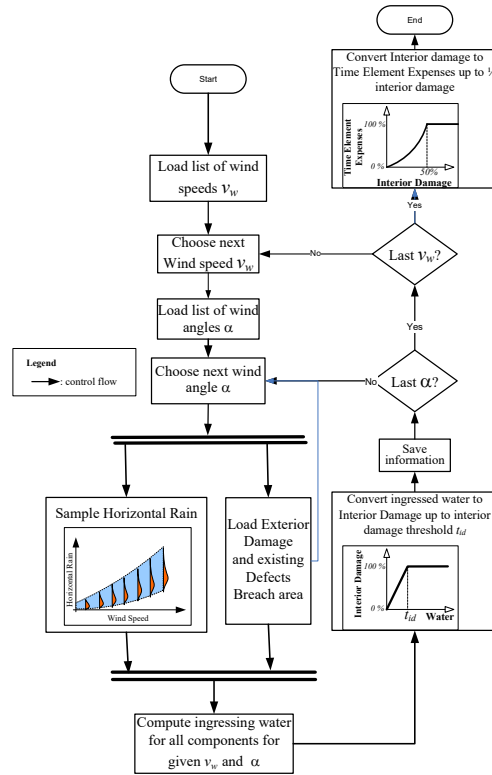 End
Convert Interior damage to
Time Element Expenses up to ½
interior damage
Time Element
Expenses
100 %
0 %
50%
Interior Damage
Yes
Start
Load list of wind
speeds vw
Choose next
Wind speed vw
No
Last vw?
Load list of wind
angles α
Yes
Legend
: control flow
Choose next wind
angle α
No
Last α?
Save
information
Sample Horizontal Rain
Horizontal Rain
Wind Speed
Load Exterior
Damage
and existing
Defects
Breach area
Convert ingressed water to
Interior Damage up to interior
damage threshold tid
Interior Damage
100 %
0 %
tid
Water
Compute ingressing water
for all components for
given vw and α